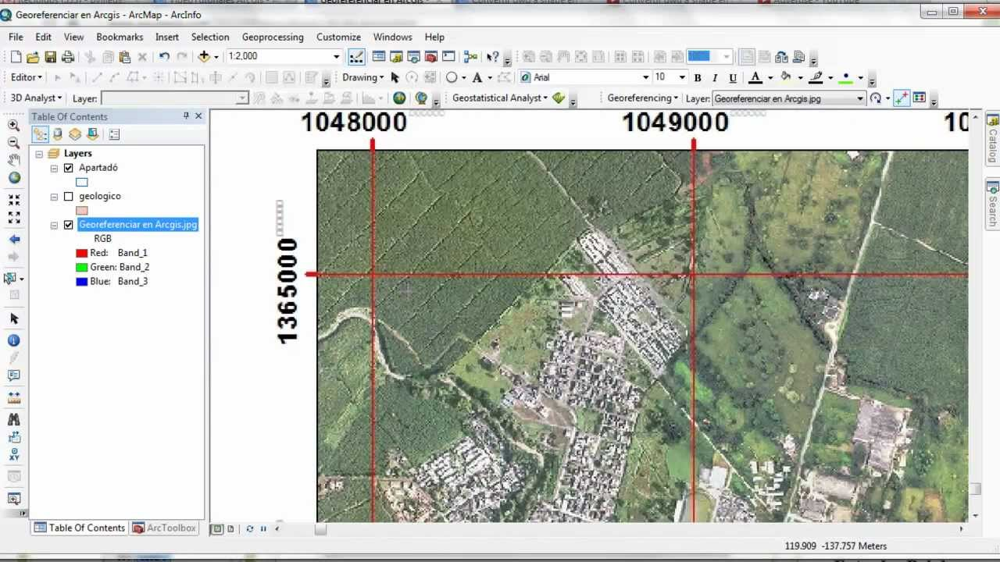 Georeferenciar en Arcgis - ArcMap - ArcInfo
File Edit View Bookmarks Insert Selection Geoprocessing Customize Windows Help
1:2,000
Editor Drawing Arial 10 B I U A
3D Analyst Layer: Geostatistical Analyst Georeferencing Layer: Georeferenciar en Arcgis.jpg
Table Of Contents
Layers
Apartadó
geologico
Georeferenciar en Arcgis.jpg
RGB
Red: Band_1
Green: Band_2
Blue: Band_3
1048000 1049000 10
1365000
Catalog
Search
Table Of Contents ArcToolbox
119.909 -137.757 Meters